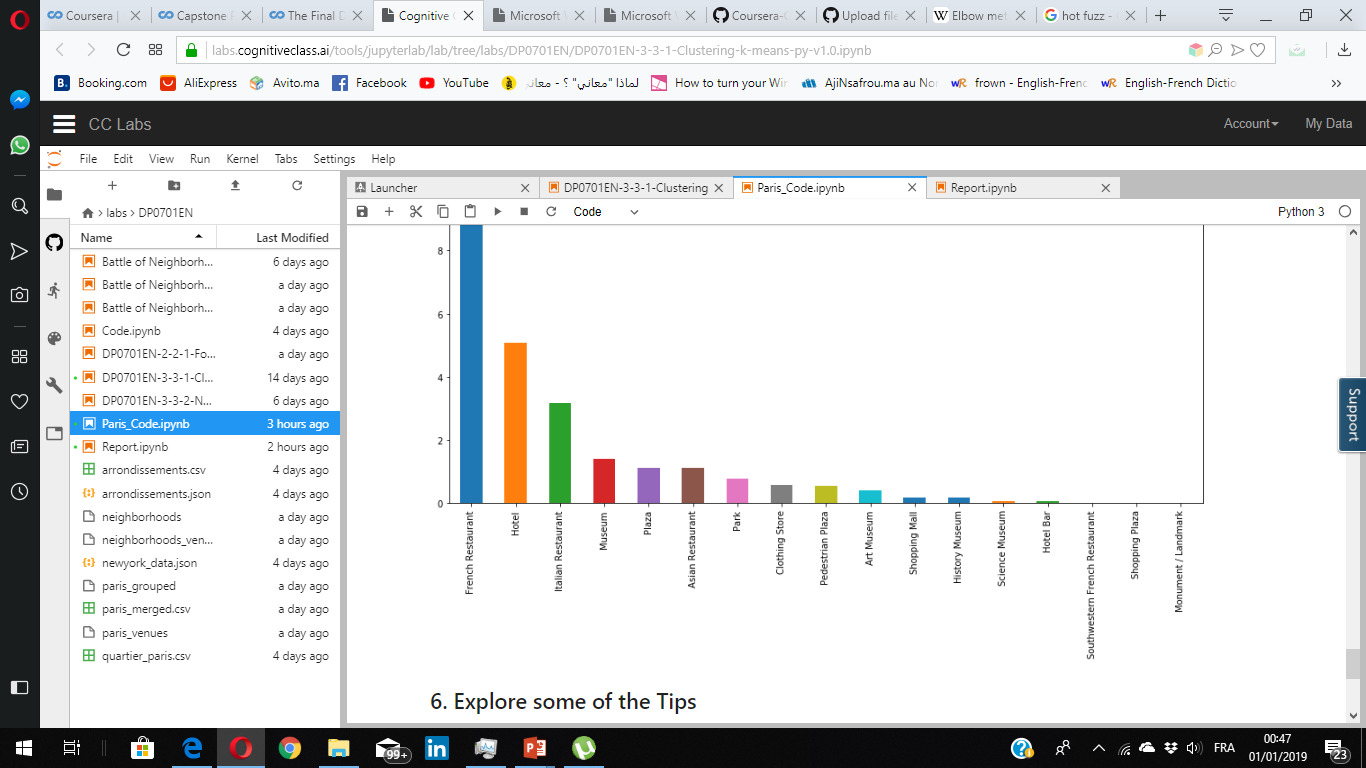 Coursera |
Capstone P
The Final D
Cognitive C
Microsoft V
Microsoft V
Coursera-C
Upload file
Elbow met
hot fuzz -
labs.cognitiveclass.ai/tools/jupyterlab/lab/tree/labs/DP0701EN/DP0701EN-3-3-1-Clustering-k-means-py-v1.0.ipynb
Booking.com
AliExpress
Avito.ma
Facebook
YouTube
لماذا "معاني" ؟ - معاني
How to turn your Win
AjiNsafrou.ma au No
frown - English-Frenc
English-French Dictio
CC Labs
Account
My Data
File Edit View Run Kernel Tabs Settings Help
labs > DP0701EN
Name Last Modified
Battle of Neighborh... 6 days ago
Battle of Neighborh... a day ago
Battle of Neighborh... a day ago
Code.ipynb 4 days ago
DP0701EN-2-2-1-Fo... a day ago
DP0701EN-3-3-1-Cl... 14 days ago
DP0701EN-3-3-2-N... 6 days ago
Paris_Code.ipynb 3 hours ago
Report.ipynb 2 hours ago
arrondissements.csv 4 days ago
arrondissements.json 4 days ago
neighborhoods a day ago
neighborhoods_ven... a day ago
newyork_data.json 4 days ago
paris_grouped a day ago
paris_merged.csv a day ago
paris_venues a day ago
quartier_paris.csv 4 days ago
Launcher
DP0701EN-3-3-1-Clustering
Paris_Code.ipynb
Report.ipynb
Code
Python 3
8
6
4
2
0
French Restaurant
Hotel
Italian Restaurant
Museum
Plaza
Asian Restaurant
Park
Clothing Store
Pedestrian Plaza
Art Museum
Shopping Mall
History Museum
Science Museum
Hotel Bar
Southwestern French Restaurant
Shopping Plaza
Monument / Landmark
6. Explore some of the Tips
Support
99+
FRA
00:47
01/01/2019
23